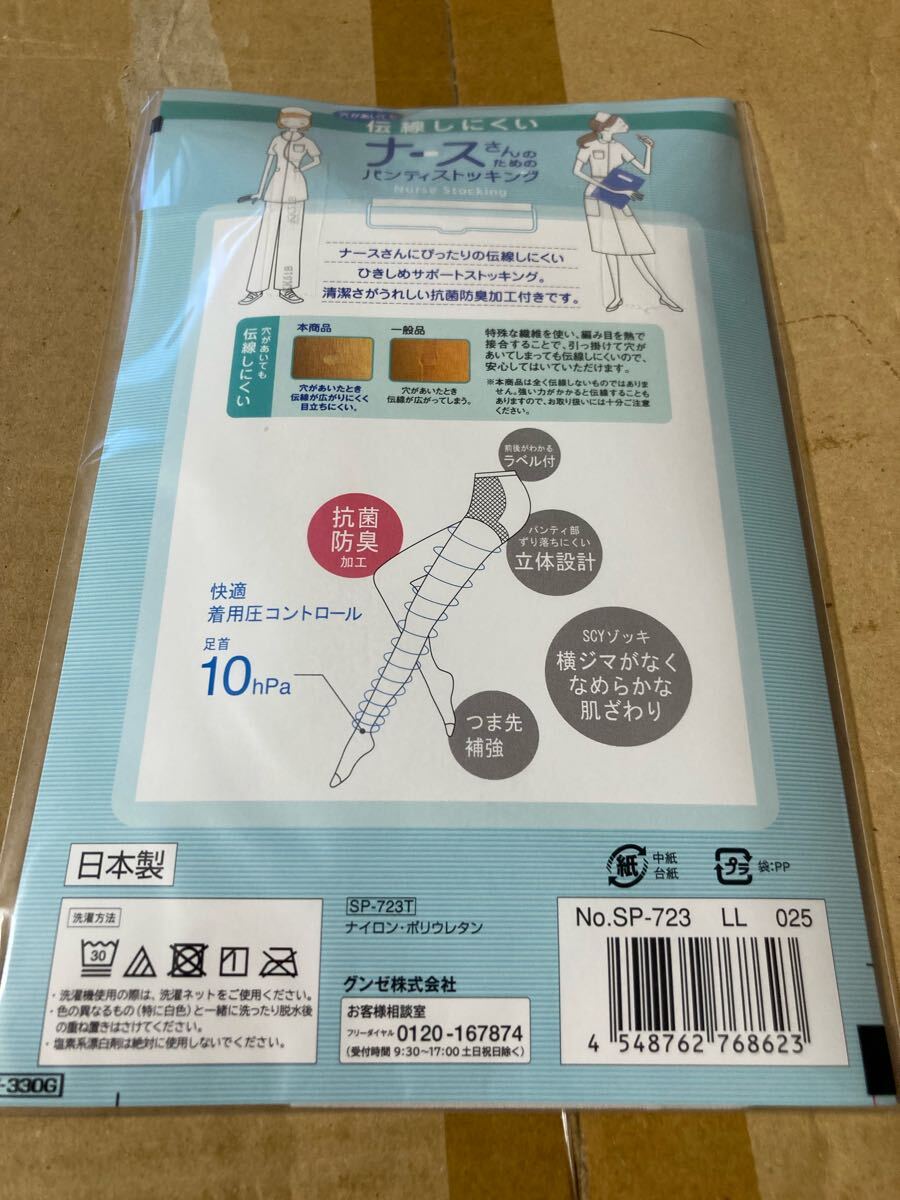 穴があいても
伝線しにくい
ナースさんのための
パンティストッキング
Nurse Stocking
ナースさんにぴったりの伝線しにくい
ひきしめサポートストッキング。
清潔さがうれしい抗菌防臭加工付きです。
穴があいても
伝線しにくい
本商品
穴があいたとき
伝線が広がりにくく
目立ちにくい。
一般品
穴があいたとき
伝線が広がってしまう。
特殊な繊維を使い、編み目を熱で
接合することで、引っ掛けて穴が
あいてしまっても伝線しにくいので、
安心してはいていただけます。
※本商品は全く伝線しないものではありま
せん。強い力がかかると伝線することも
ありますので、お取り扱いには十分ご注意
ください。
前後がわかる
ラベル付
抗菌
防臭
加工
パンティ部
ずり落ちにくい
立体設計
快適
着用圧コントロール
足首
10hPa
SCYゾッキ
横ジマがなく
なめらかな
肌ざわり
つま先
補強
日本製
紙
中紙
台紙
プラ
袋:PP
洗濯方法
30
1
・洗濯機使用の際は、洗濯ネットをご使用ください。
・色の異なるもの(特に白色)と一緒に洗ったり脱水後
の重ね置きはさけてください。
・塩素系漂白剤は絶対に使用しないでください。
SP-723T
ナイロン・ポリウレタン
グンゼ株式会社
お客様相談室
フリーダイヤル 0120-167874
(受付時間 9:30~17:00 土日祝日除く)
No.SP-723 LL 025
4 548762 768623
-330G